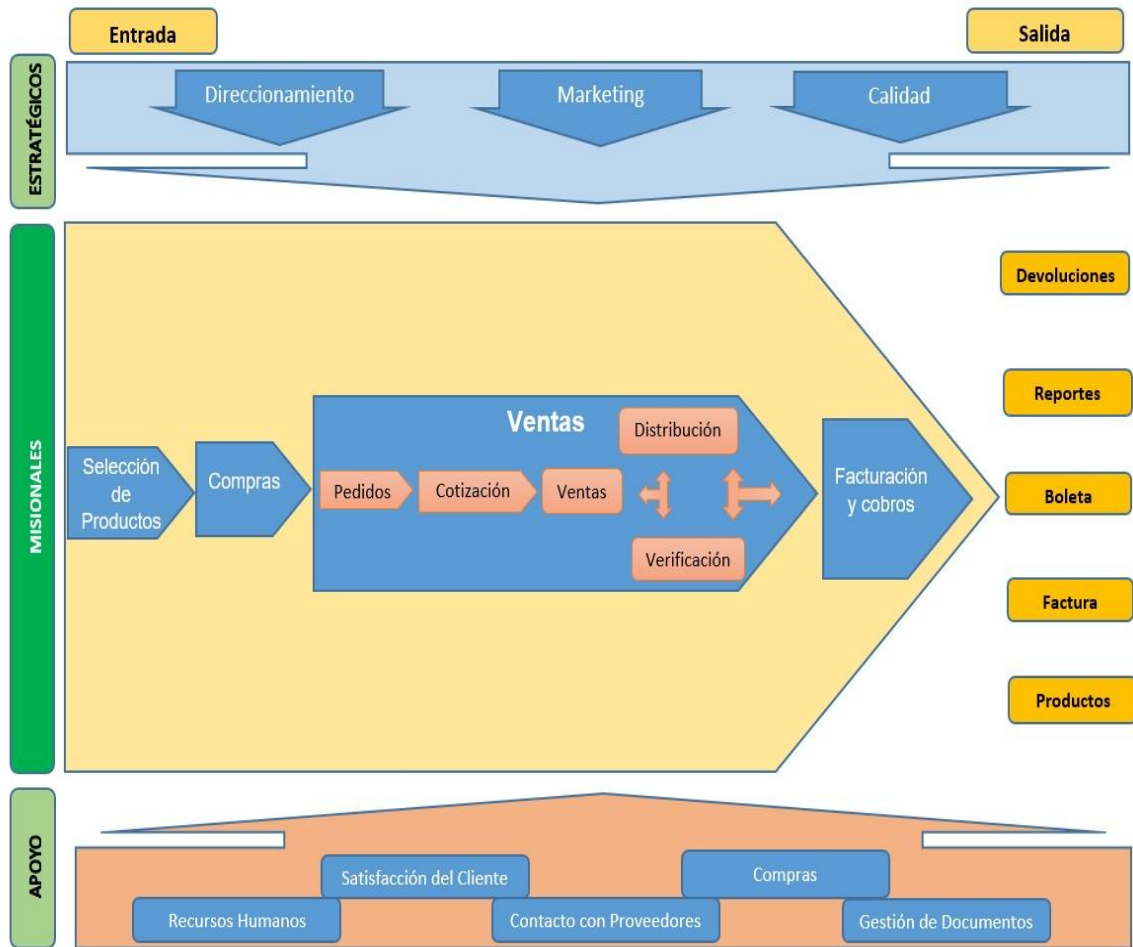 Entrada
Salida
ESTRATÉGICOS
Direccionamiento
Marketing
Calidad
MISIONALES
Selección
de
Productos
Compras
Ventas
Pedidos
Cotización
Ventas
Distribución
Verificación
Facturación
y cobros
Devoluciones
Reportes
Boleta
Factura
Productos
APOYO
Satisfacción del Cliente
Compras
Recursos Humanos
Contacto con Proveedores
Gestión de Documentos